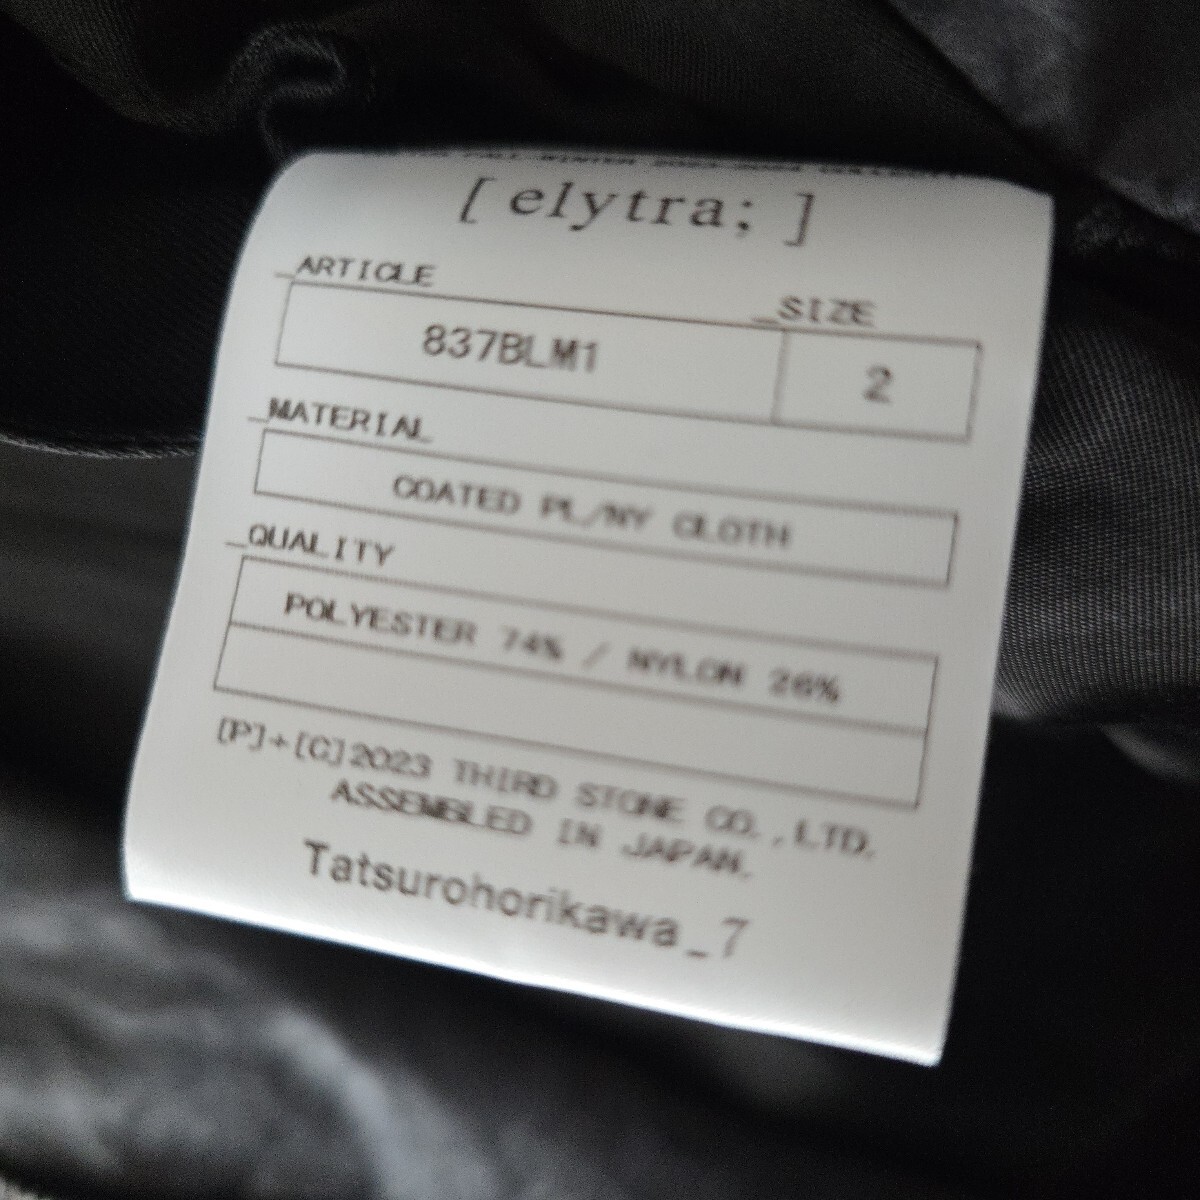 [ elytra; ]
_ARTICLE
_SIZE
837BLM1
2
_MATERIAL
COATED PL/NY CLOTH
_QUALITY
POLYESTER 74% / NYLON 26%
[P]+[C]2023 THIRD STONE CO.,LTD.
ASSEMBLED IN JAPAN.
Tatsurohorikawa_7